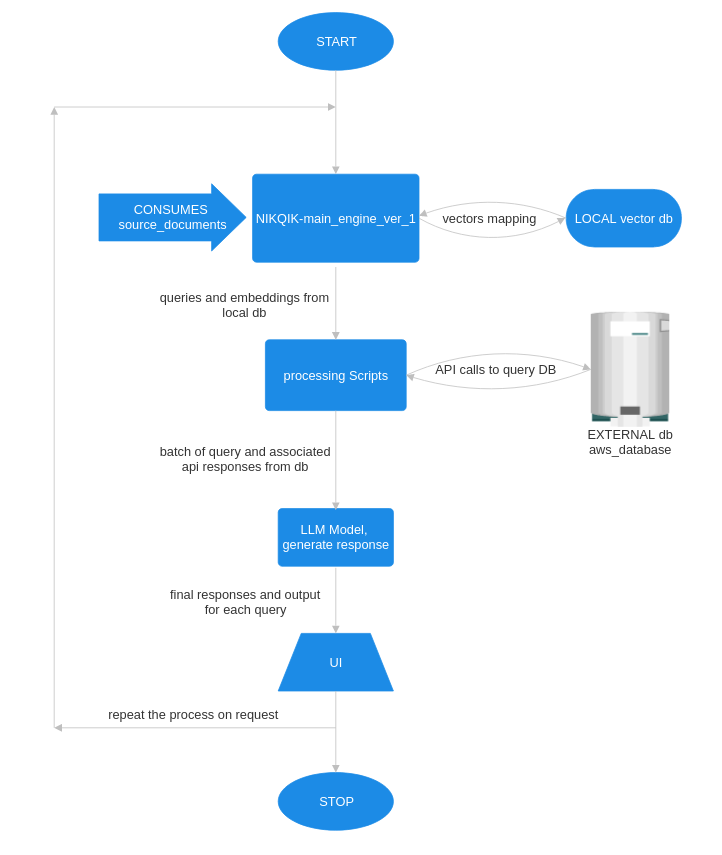 START
CONSUMES
source_documents
NIKQIK-main_engine_ver_1
vectors mapping
LOCAL vector db
queries and embeddings from
local db
processing Scripts
API calls to query DB
EXTERNAL db
aws_database
batch of query and associated
api responses from db
LLM Model,
generate response
final responses and output
for each query
UI
repeat the process on request
STOP